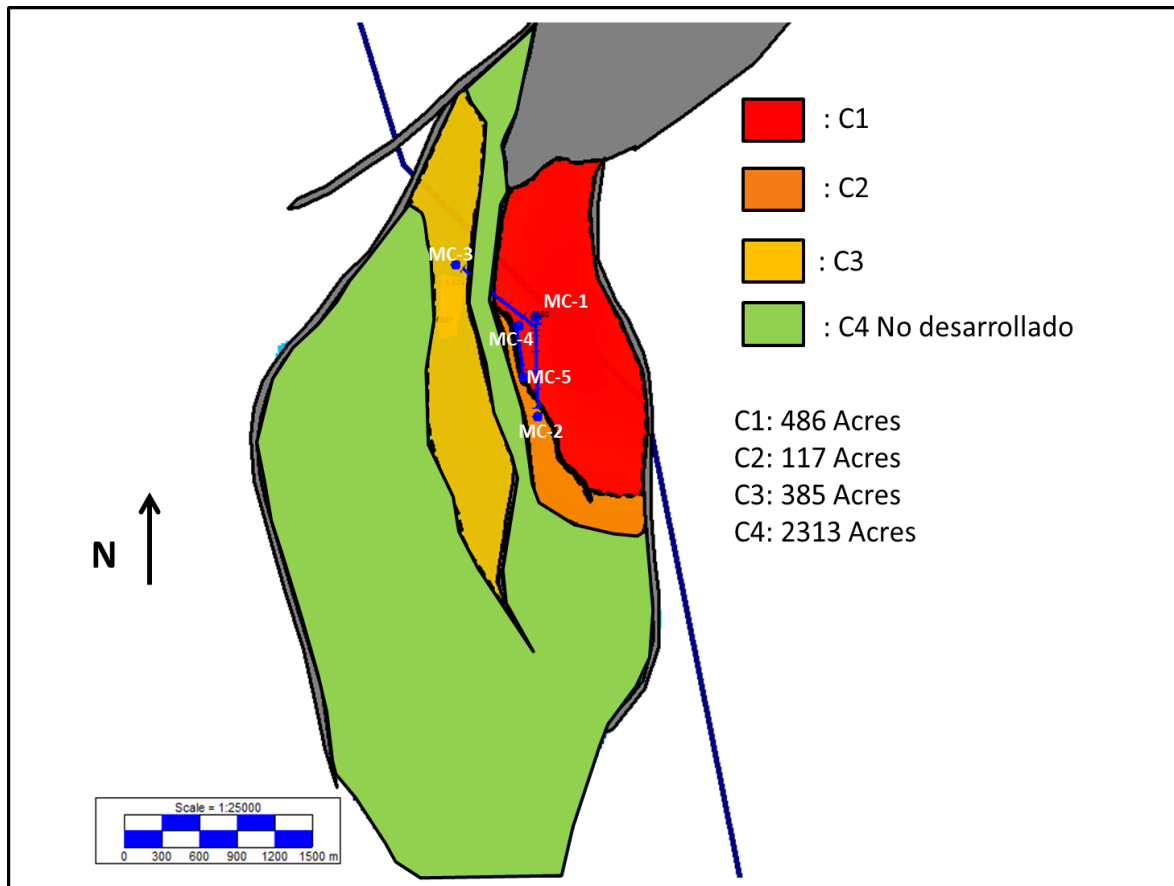 : C1
: C2
: C3
: C4 No desarrollado
MC-3
MC-1
MC-4
MC-5
MC-2
C1: 486 Acres
C2: 117 Acres
C3: 385 Acres
C4: 2313 Acres
N
Scale = 1:25000
0 300 600 900 1200 1500 m